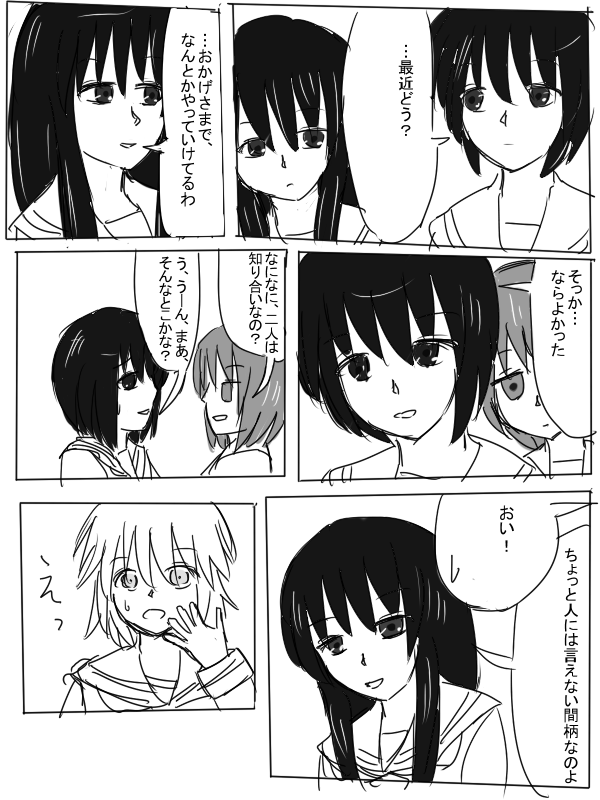 …最近どう？
…おかげさまで、
なんとかやっていけてるわ
そっか…
ならよかった
なになに、二人は
知り合いなの？
う、うーん、まあ、
そんなとこかな？
ちょっと人には言えない間柄なのよ
おい！
えっ